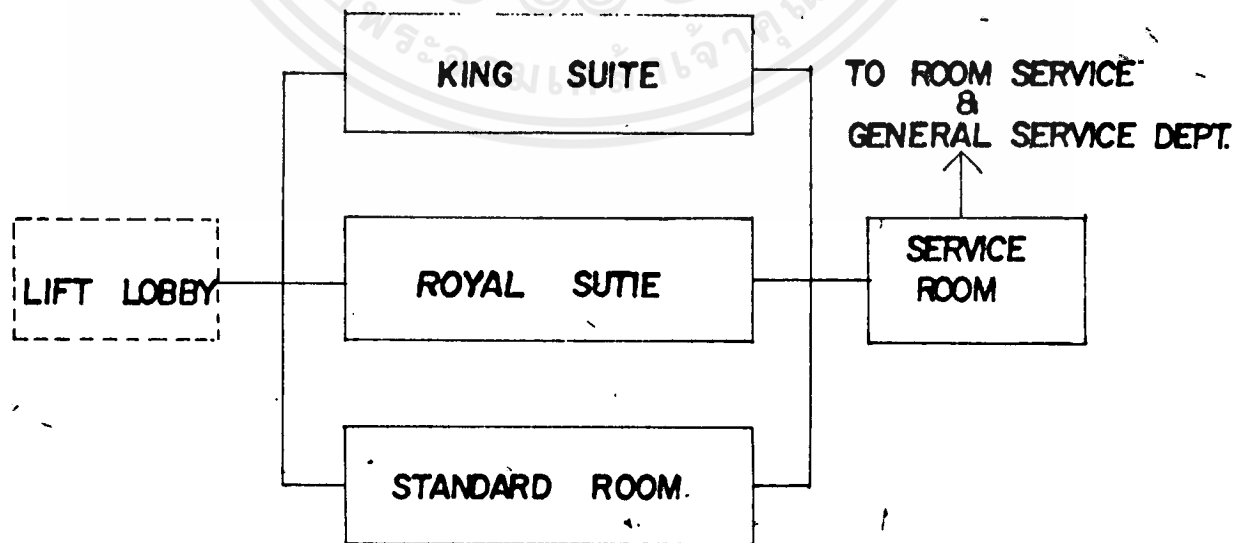 KING SUITE
TO ROOM SERVICE
&
GENERAL SERVICE DEPT.
LIFT LOBBY
ROYAL SUTIE
SERVICE
ROOM
STANDARD ROOM.